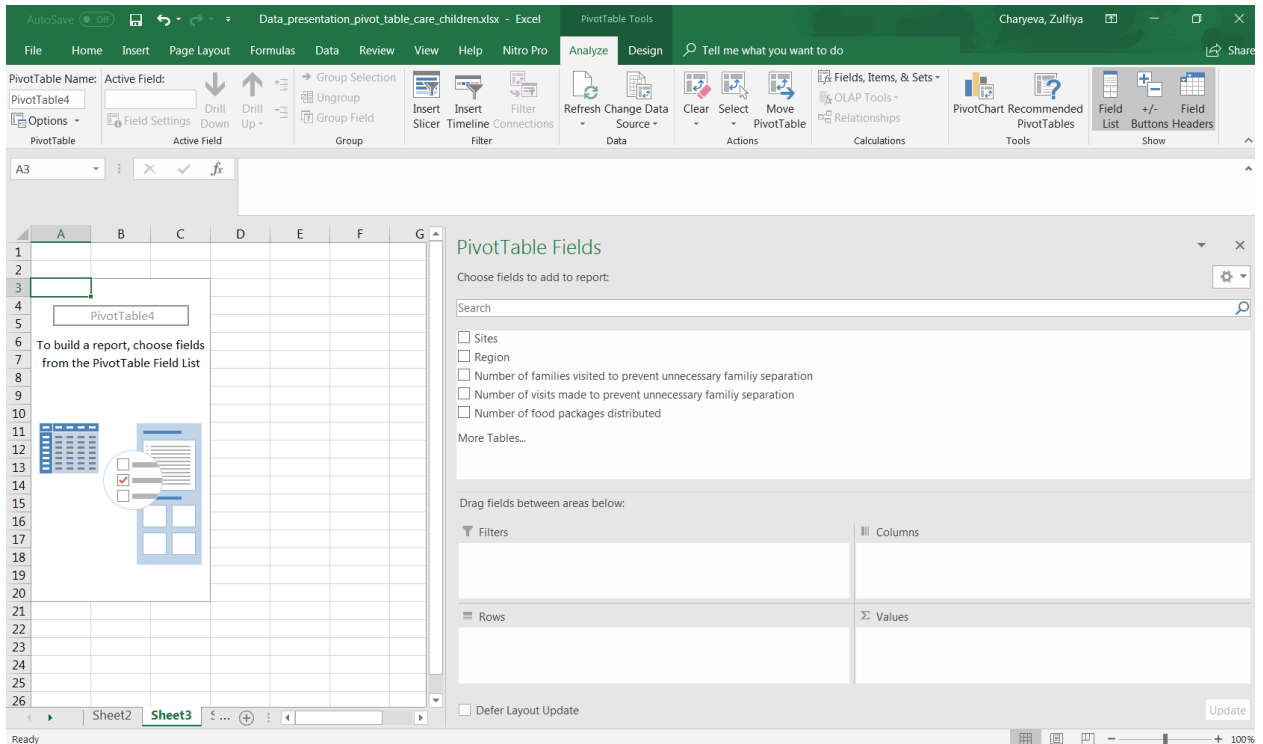 AutoSave Off Data_presentation_pivot_table_care_children.xlsx - Excel PivotTable Tools Charyeva, Zulfiya
File Home Insert Page Layout Formulas Data Review View Help Nitro Pro Analyze Design Tell me what you want to do Share
PivotTable Name: Active Field: Group Selection Fields, Items, & Sets
PivotTable4 Ungroup OLAP Tools
Options Field Settings Drill Down Drill Up Group Field Insert Slicer Insert Timeline Filter Connections Refresh Change Data Source Clear Select Move PivotTable Relationships PivotChart Recommended PivotTables Field List +/- Buttons Field Headers
PivotTable Active Field Group Filter Data Actions Calculations Tools Show
A3 fx
A B C D E F G
PivotTable Fields
Choose fields to add to report:
Search
Sites
Region
Number of families visited to prevent unnecessary familiy separation
Number of visits made to prevent unnecessary familiy separation
Number of food packages distributed
More Tables...
Drag fields between areas below:
Filters Columns
Rows Values
Defer Layout Update Update
1
2
3
4
5
6
7
8
9
10
11
12
13
14
15
16
17
18
19
20
21
22
23
24
25
26
PivotTable4
To build a report, choose fields
from the PivotTable Field List
Sheet2 Sheet3 S ...
Ready 100%